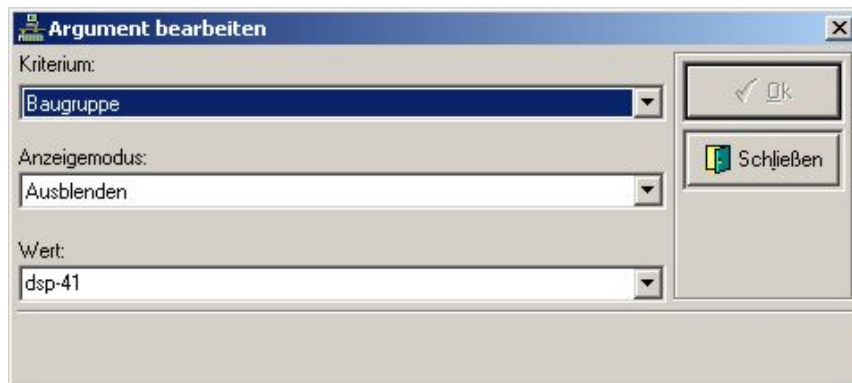 Argument bearbeiten
Kriterium:
Baugruppe
Ok
Anzeigemodus:
Schließen
Ausblenden
Wert:
dsp-41